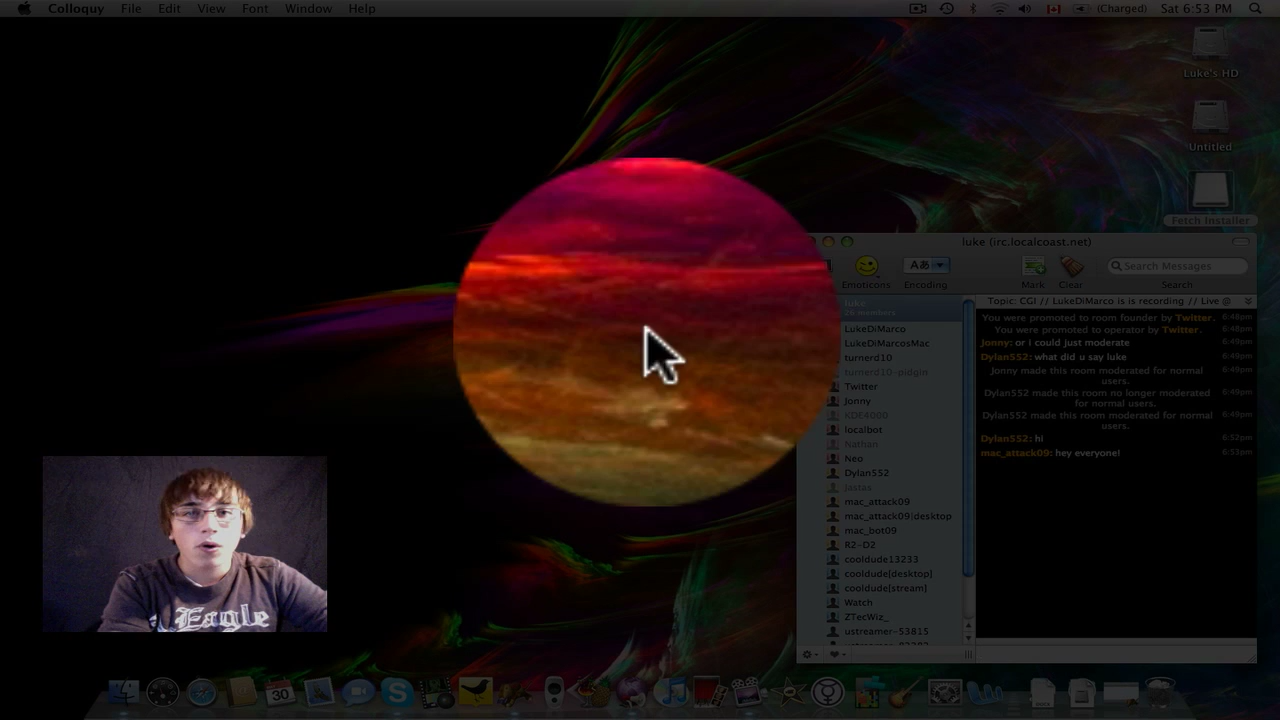 Colloquy File Edit View Font Window Help (Charged) Sat 6:53 PM
Luke's HD
Untitled
Fetch Installer
luke (irc.localcoast.net)
Aあ Search Messages
Emoticons Encoding Mark Clear Search
luke
26 members
LukeDiMarco
LukeDiMarcosMac
turnerd10
turnerd10-pidgin
Twitter
Jonny
KDE4000
localbot
Nathan
Neo
Dylan552
Jastas
mac_attack09
mac_attack09|desktop
mac_bot09
R2-D2
cooldude13233
cooldude[desktop]
cooldude[stream]
Watch
ZTecWiz_
ustreamer-53815
Topic: CGI // LukeDiMarco is is recording // Live @
You were promoted to room founder by Twitter. 6:48pm
You were promoted to operator by Twitter. 6:48pm
Jonny: or I could just moderate 6:49pm
Dylan552: what did u say luke 6:49pm
Jonny made this room moderated for normal 6:49pm
users.
Dylan552 made this room no longer moderated 6:49pm
for normal users.
Dylan552 made this room moderated for normal 6:49pm
users.
Dylan552: hi 6:52pm
mac_attack09: hey everyone! 6:53pm
Eagle
30